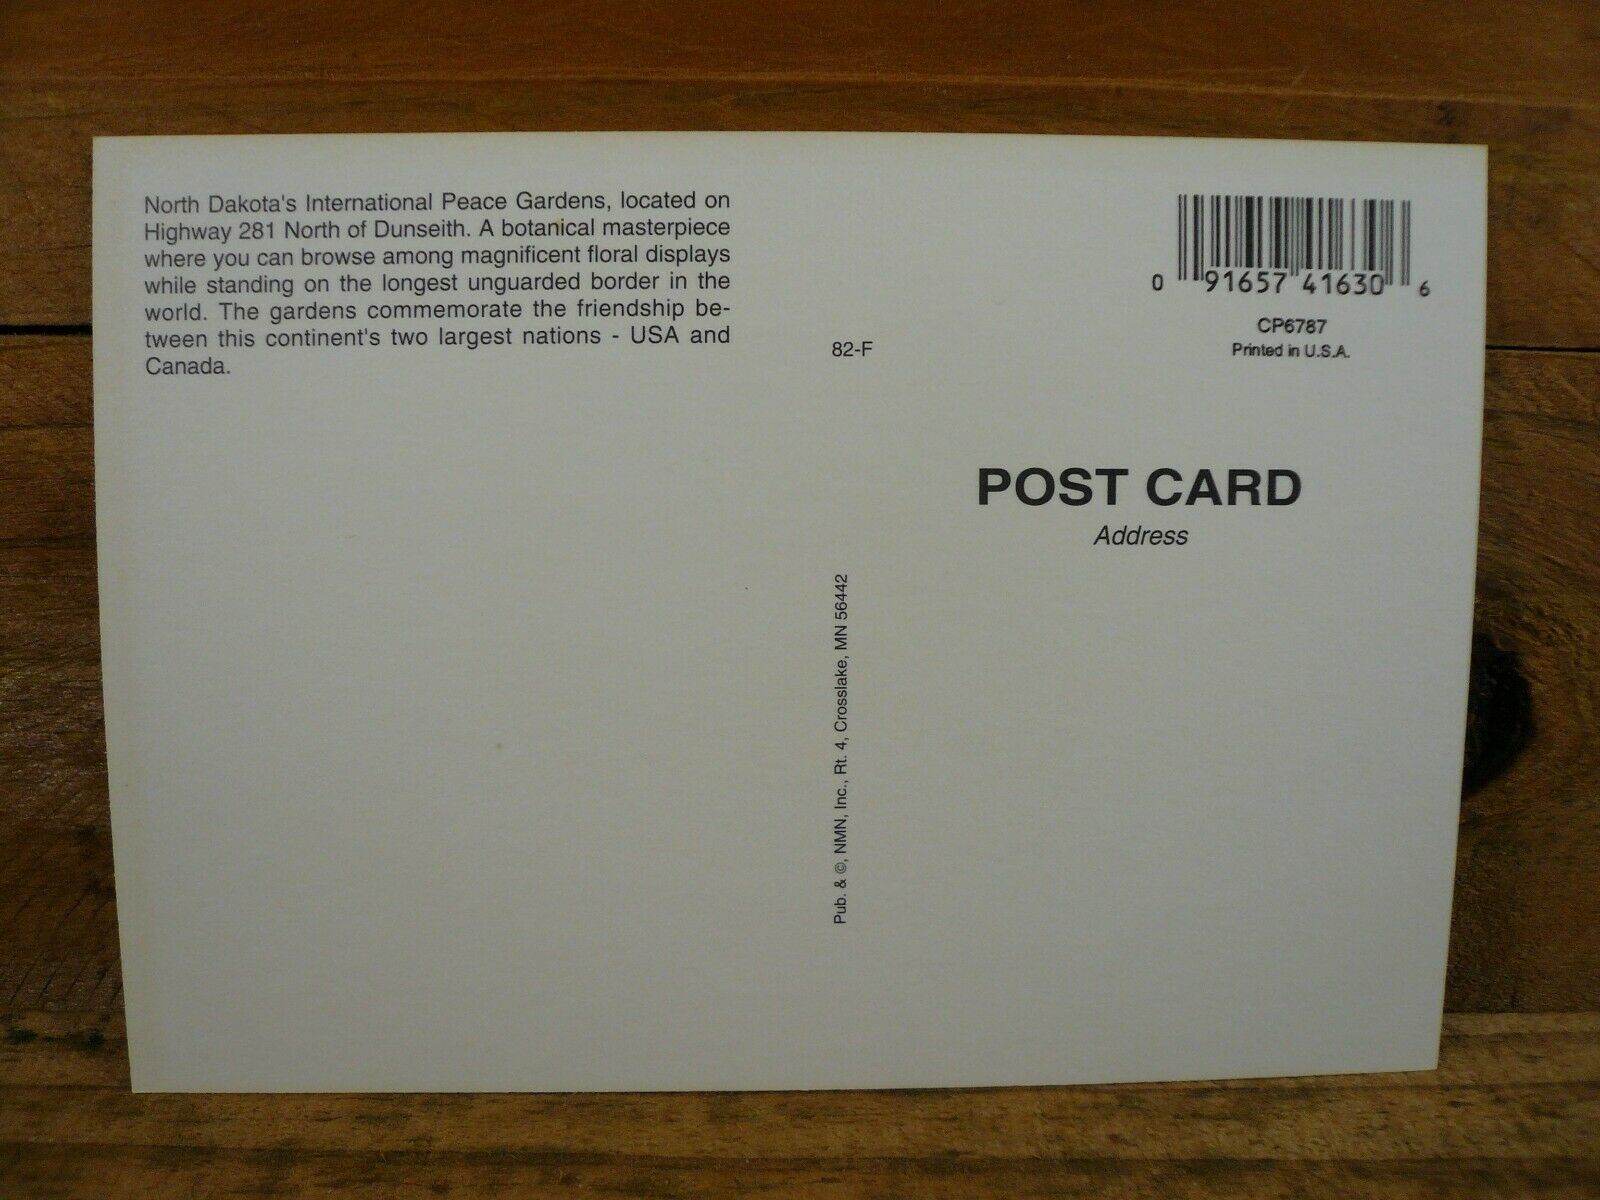 North Dakota's International Peace Gardens, located on
Highway 281 North of Dunseith. A botanical masterpiece
where you can browse among magnificent floral displays
while standing on the longest unguarded border in the
world. The gardens commemorate the friendship be-
tween this continent's two largest nations - USA and
Canada.
82-F
0 91657 41630 6
CP6787
Printed in U.S.A.
POST CARD
Address
Pub. & ©, NMN, Inc., Rt. 4, Crosslake, MN 56442